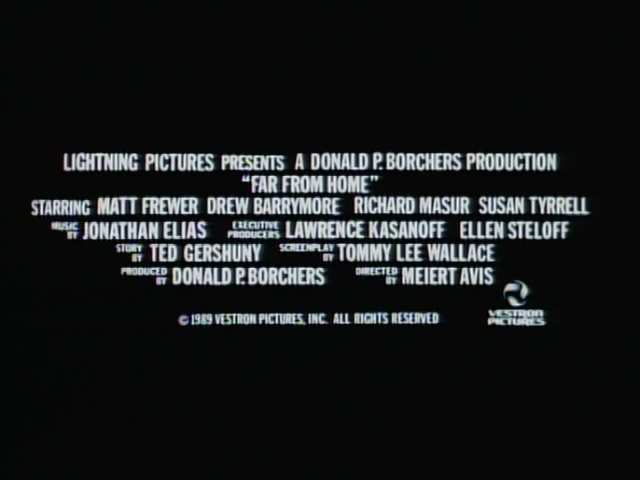 LIGHTNING PICTURES PRESENTS A DONALD P. BORCHERS PRODUCTION
"FAR FROM HOME"
STARRING MATT FREWER DREW BARRYMORE RICHARD MASUR SUSAN TYRRELL
MUSIC BY JONATHAN ELIAS EXECUTIVE PRODUCERS LAWRENCE KASANOFF ELLEN STELOFF
STORY BY TED GERSHUNY SCREENPLAY BY TOMMY LEE WALLACE
PRODUCED BY DONALD P. BORCHERS DIRECTED BY MEIERT AVIS
© 1989 VESTRON PICTURES, INC. ALL RIGHTS RESERVED
VESTRON
PICTURES